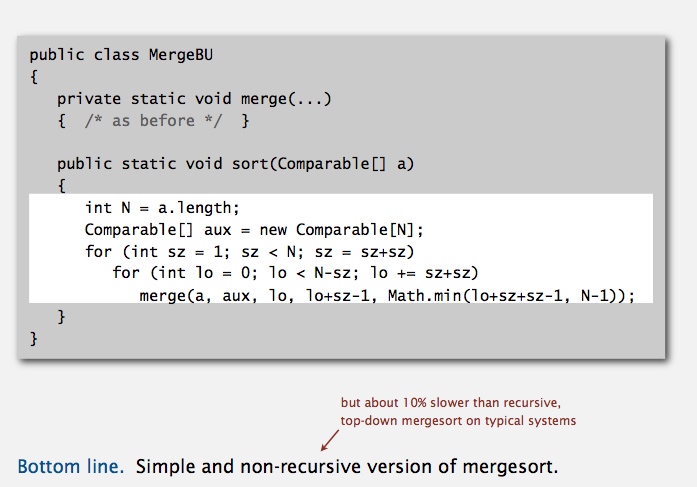 public class MergeBU
{
   private static void merge(...)
   {  /* as before */  }

   public static void sort(Comparable[] a)
   {
      int N = a.length;
      Comparable[] aux = new Comparable[N];
      for (int sz = 1; sz < N; sz = sz+sz)
         for (int lo = 0; lo < N-sz; lo += sz+sz)
            merge(a, aux, lo, lo+sz-1, Math.min(lo+sz+sz-1, N-1));
   }
}
but about 10% slower than recursive,
top-down mergesort on typical systems
Bottom line. Simple and non-recursive version of mergesort.